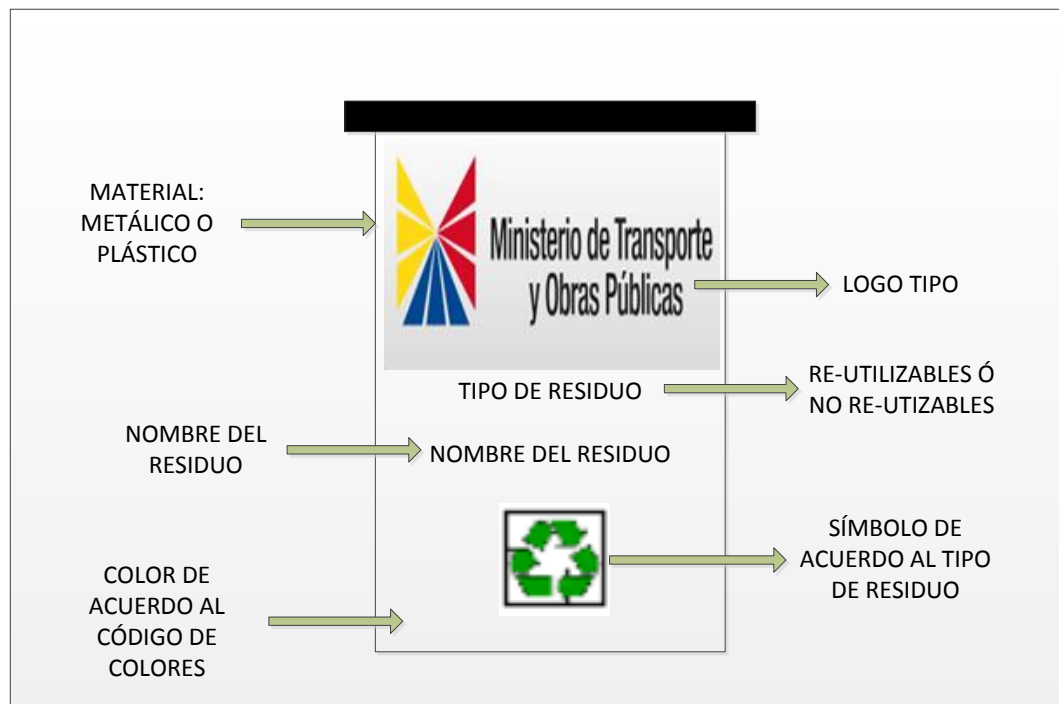 MATERIAL:
METÁLICO O
PLÁSTICO
Ministerio de Transporte
y Obras Públicas
LOGO TIPO
TIPO DE RESIDUO
RE-UTILIZABLES Ó
NO RE-UTIZABLES
NOMBRE DEL
RESIDUO
NOMBRE DEL RESIDUO
SÍMBOLO DE
ACUERDO AL TIPO
DE RESIDUO
COLOR DE
ACUERDO AL
CÓDIGO DE
COLORES